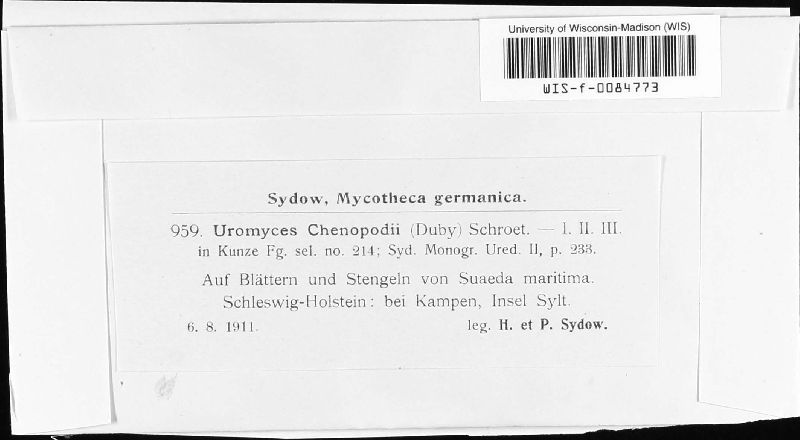 University of Wisconsin-Madison (WIS)
WIS-f-0084773
Sydow, Mycotheca germanica.
959. Uromyces Chenopodii (Duby) Schroet. — I. II. III.
in Kunze Fg. sel. no. 214; Syd. Monogr. Ured. II, p. 233.
Auf Blättern und Stengeln von Suaeda maritima.
Schleswig-Holstein: bei Kampen, Insel Sylt.
6. 8. 1911. leg. H. et P. Sydow.